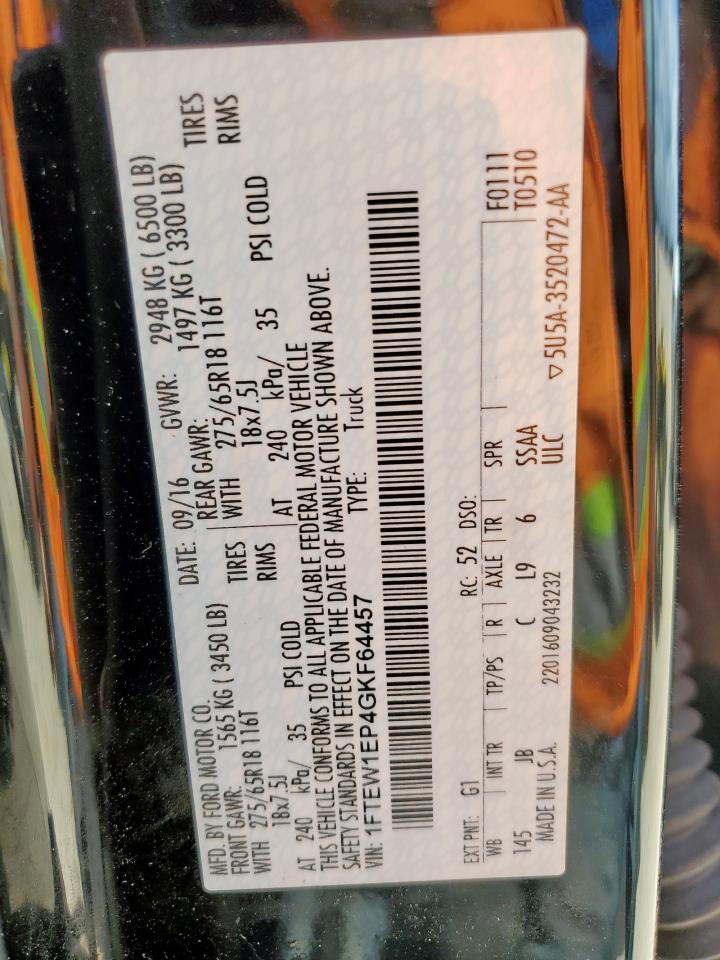 MFD. BY FORD MOTOR CO.
DATE: 09/16 GVWR: 2948 KG ( 6500 LB)
FRONT GAWR: 1565 KG ( 3450 LB) REAR GAWR: 1497 KG ( 3300 LB)
WITH 275/65R18 116T TIRES WITH 275/65R18 116T TIRES
18x7.5J RIMS 18x7.5J RIMS
AT 240 kPa/ 35 PSI COLD AT 240 kPa/ 35 PSI COLD
THIS VEHICLE CONFORMS TO ALL APPLICABLE FEDERAL MOTOR VEHICLE
SAFETY STANDARDS IN EFFECT ON THE DATE OF MANUFACTURE SHOWN ABOVE.
VIN: 1FTEW1EP4GKF64457 TYPE: Truck
EXT PNT: G1 RC: 52 DSO: F0111
WB INT TR TP/PS R AXLE TR SPR T0510
145 JB C L9 6 SSAA
ULC
MADE IN U.S.A. 2201609043232 ▽5U5A-3520472-AA